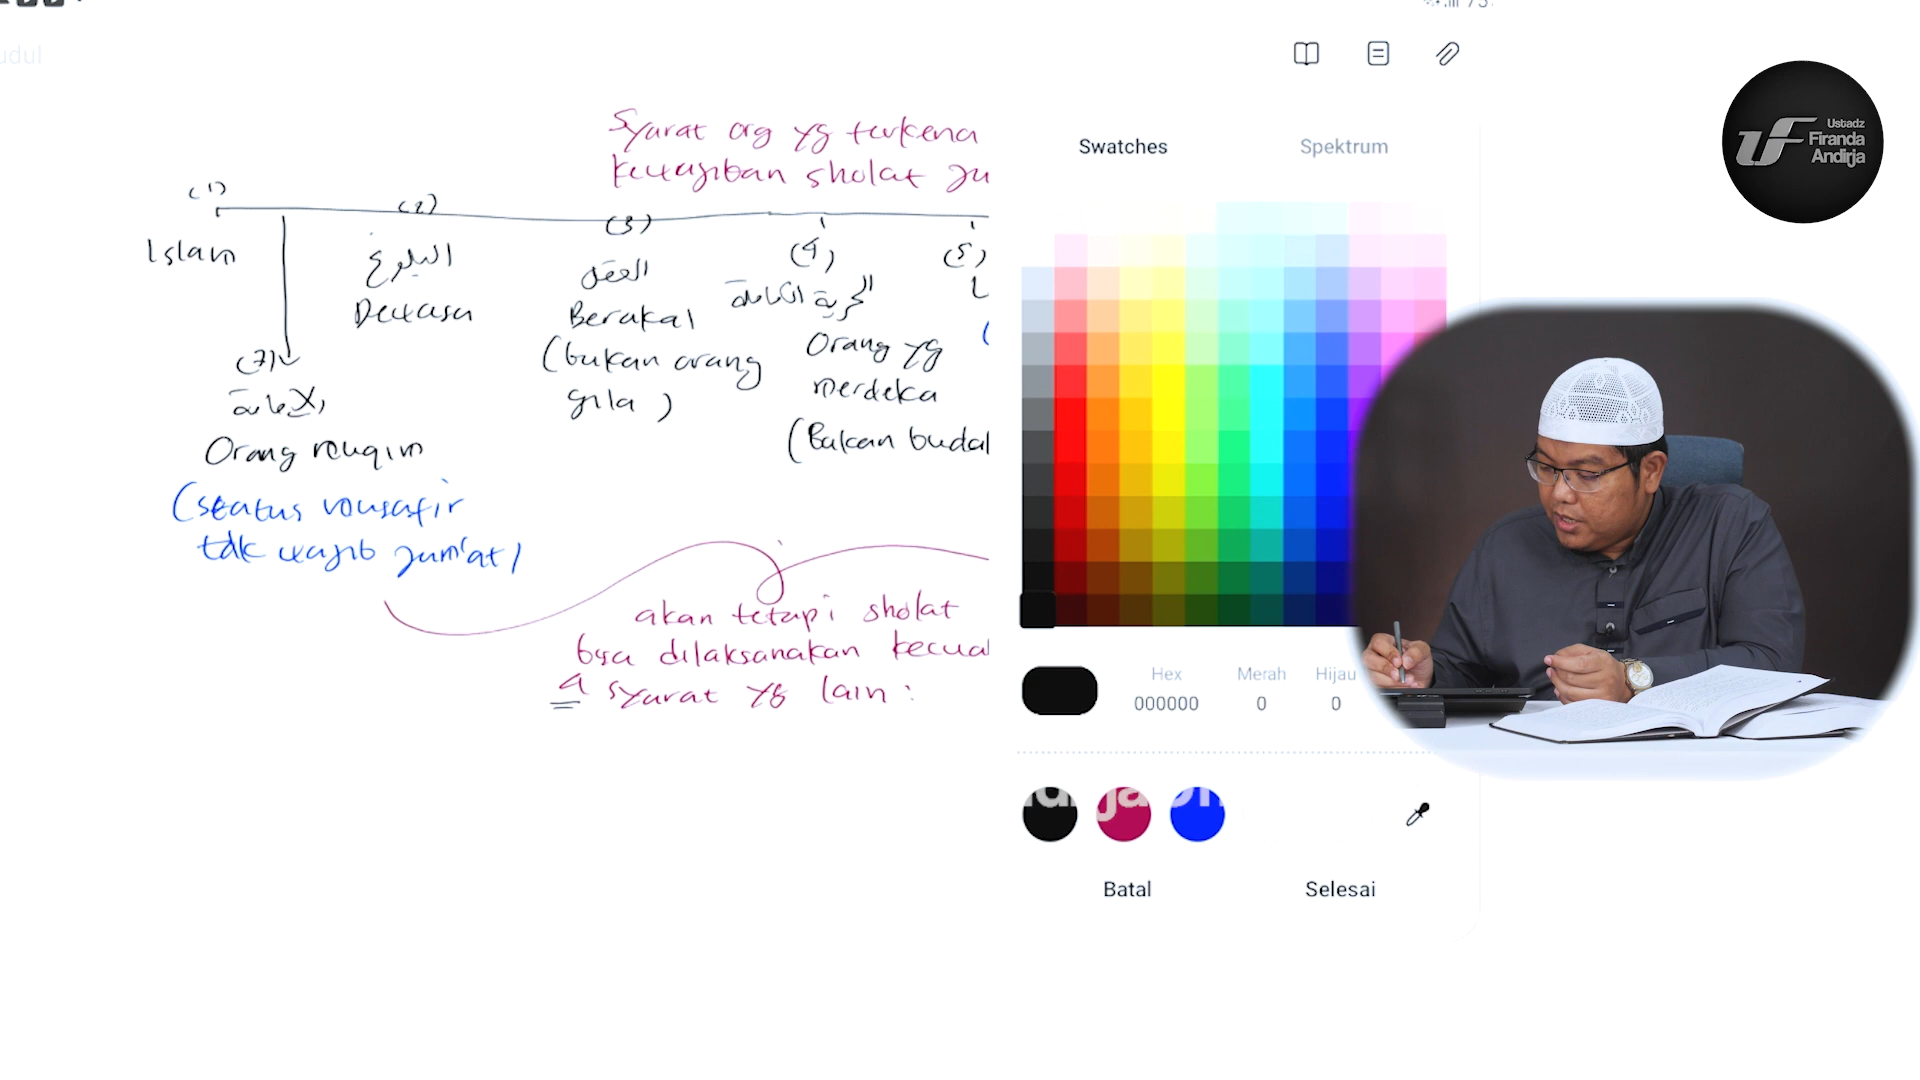 udul
Syarat org yg terkena
kewajiban sholat Ju
(1)
Islam
(2)
البلوغ
Dewasa
(3)
العقل
Berakal
(bukan orang
gila)
(4)
الحرية الكاملة
Orang yg
merdeka
(Bukan budak
(5)
L
(
(7)
الإقامة
Orang muqim
(status musafir
tdk wajib jum'at)
akan tetapi sholat
bisa dilaksanakan kecual
4 syarat yg lain :
Swatches
Spektrum
Hex
Merah
Hijau
000000
0
0
Batal
Selesai
Ustadz
Firanda
Andirja